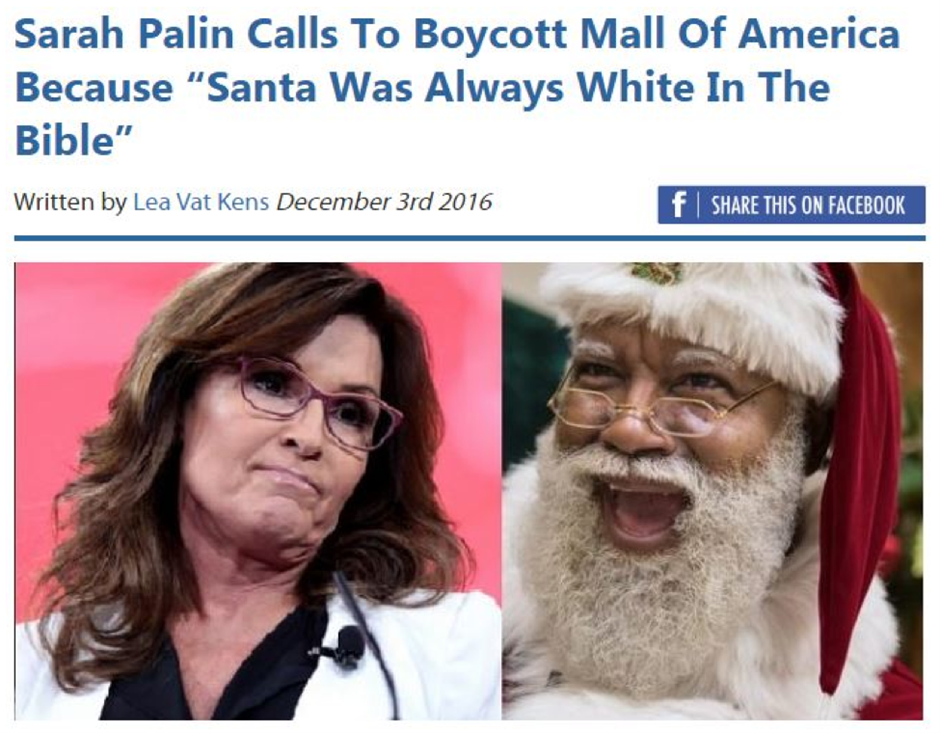 Sarah Palin Calls To Boycott Mall Of America
Because “Santa Was Always White In The
Bible”
Written by Lea Vat Kens December 3rd 2016
f | SHARE THIS ON FACEBOOK